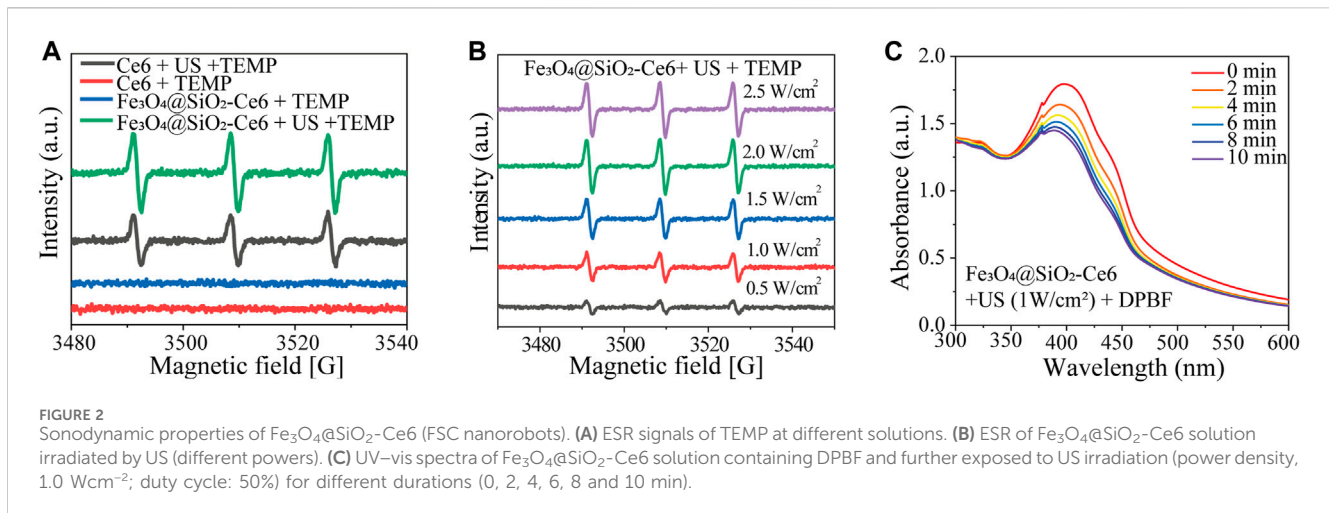 A
Ce6 + US +TEMP
Ce6 + TEMP
Fe₃O₄@SiO₂-Ce6 + TEMP
Fe₃O₄@SiO₂-Ce6 + US +TEMP
Intensity (a.u.)
3480 3500 3520 3540
Magnetic field [G]
B
Fe₃O₄@SiO₂-Ce6+ US + TEMP
2.5 W/cm²
2.0 W/cm²
1.5 W/cm²
1.0 W/cm²
0.5 W/cm²
Intensity (a.u.)
3480 3510 3540
Magnetic field [G]
C
2.0
1.5
1.0
0.5
0.0
Absorbance (a.u.)
0 min
2 min
4 min
6 min
8 min
10 min
Fe₃O₄@SiO₂-Ce6
+US (1W/cm²) + DPBF
300 350 400 450 500 550 600
Wavelength (nm)
FIGURE 2
Sonodynamic properties of Fe₃O₄@SiO₂-Ce6 (FSC nanorobots). (A) ESR signals of TEMP at different solutions. (B) ESR of Fe₃O₄@SiO₂-Ce6 solution
irradiated by US (different powers). (C) UV–vis spectra of Fe₃O₄@SiO₂-Ce6 solution containing DPBF and further exposed to US irradiation (power density,
1.0 Wcm⁻²; duty cycle: 50%) for different durations (0, 2, 4, 6, 8 and 10 min).